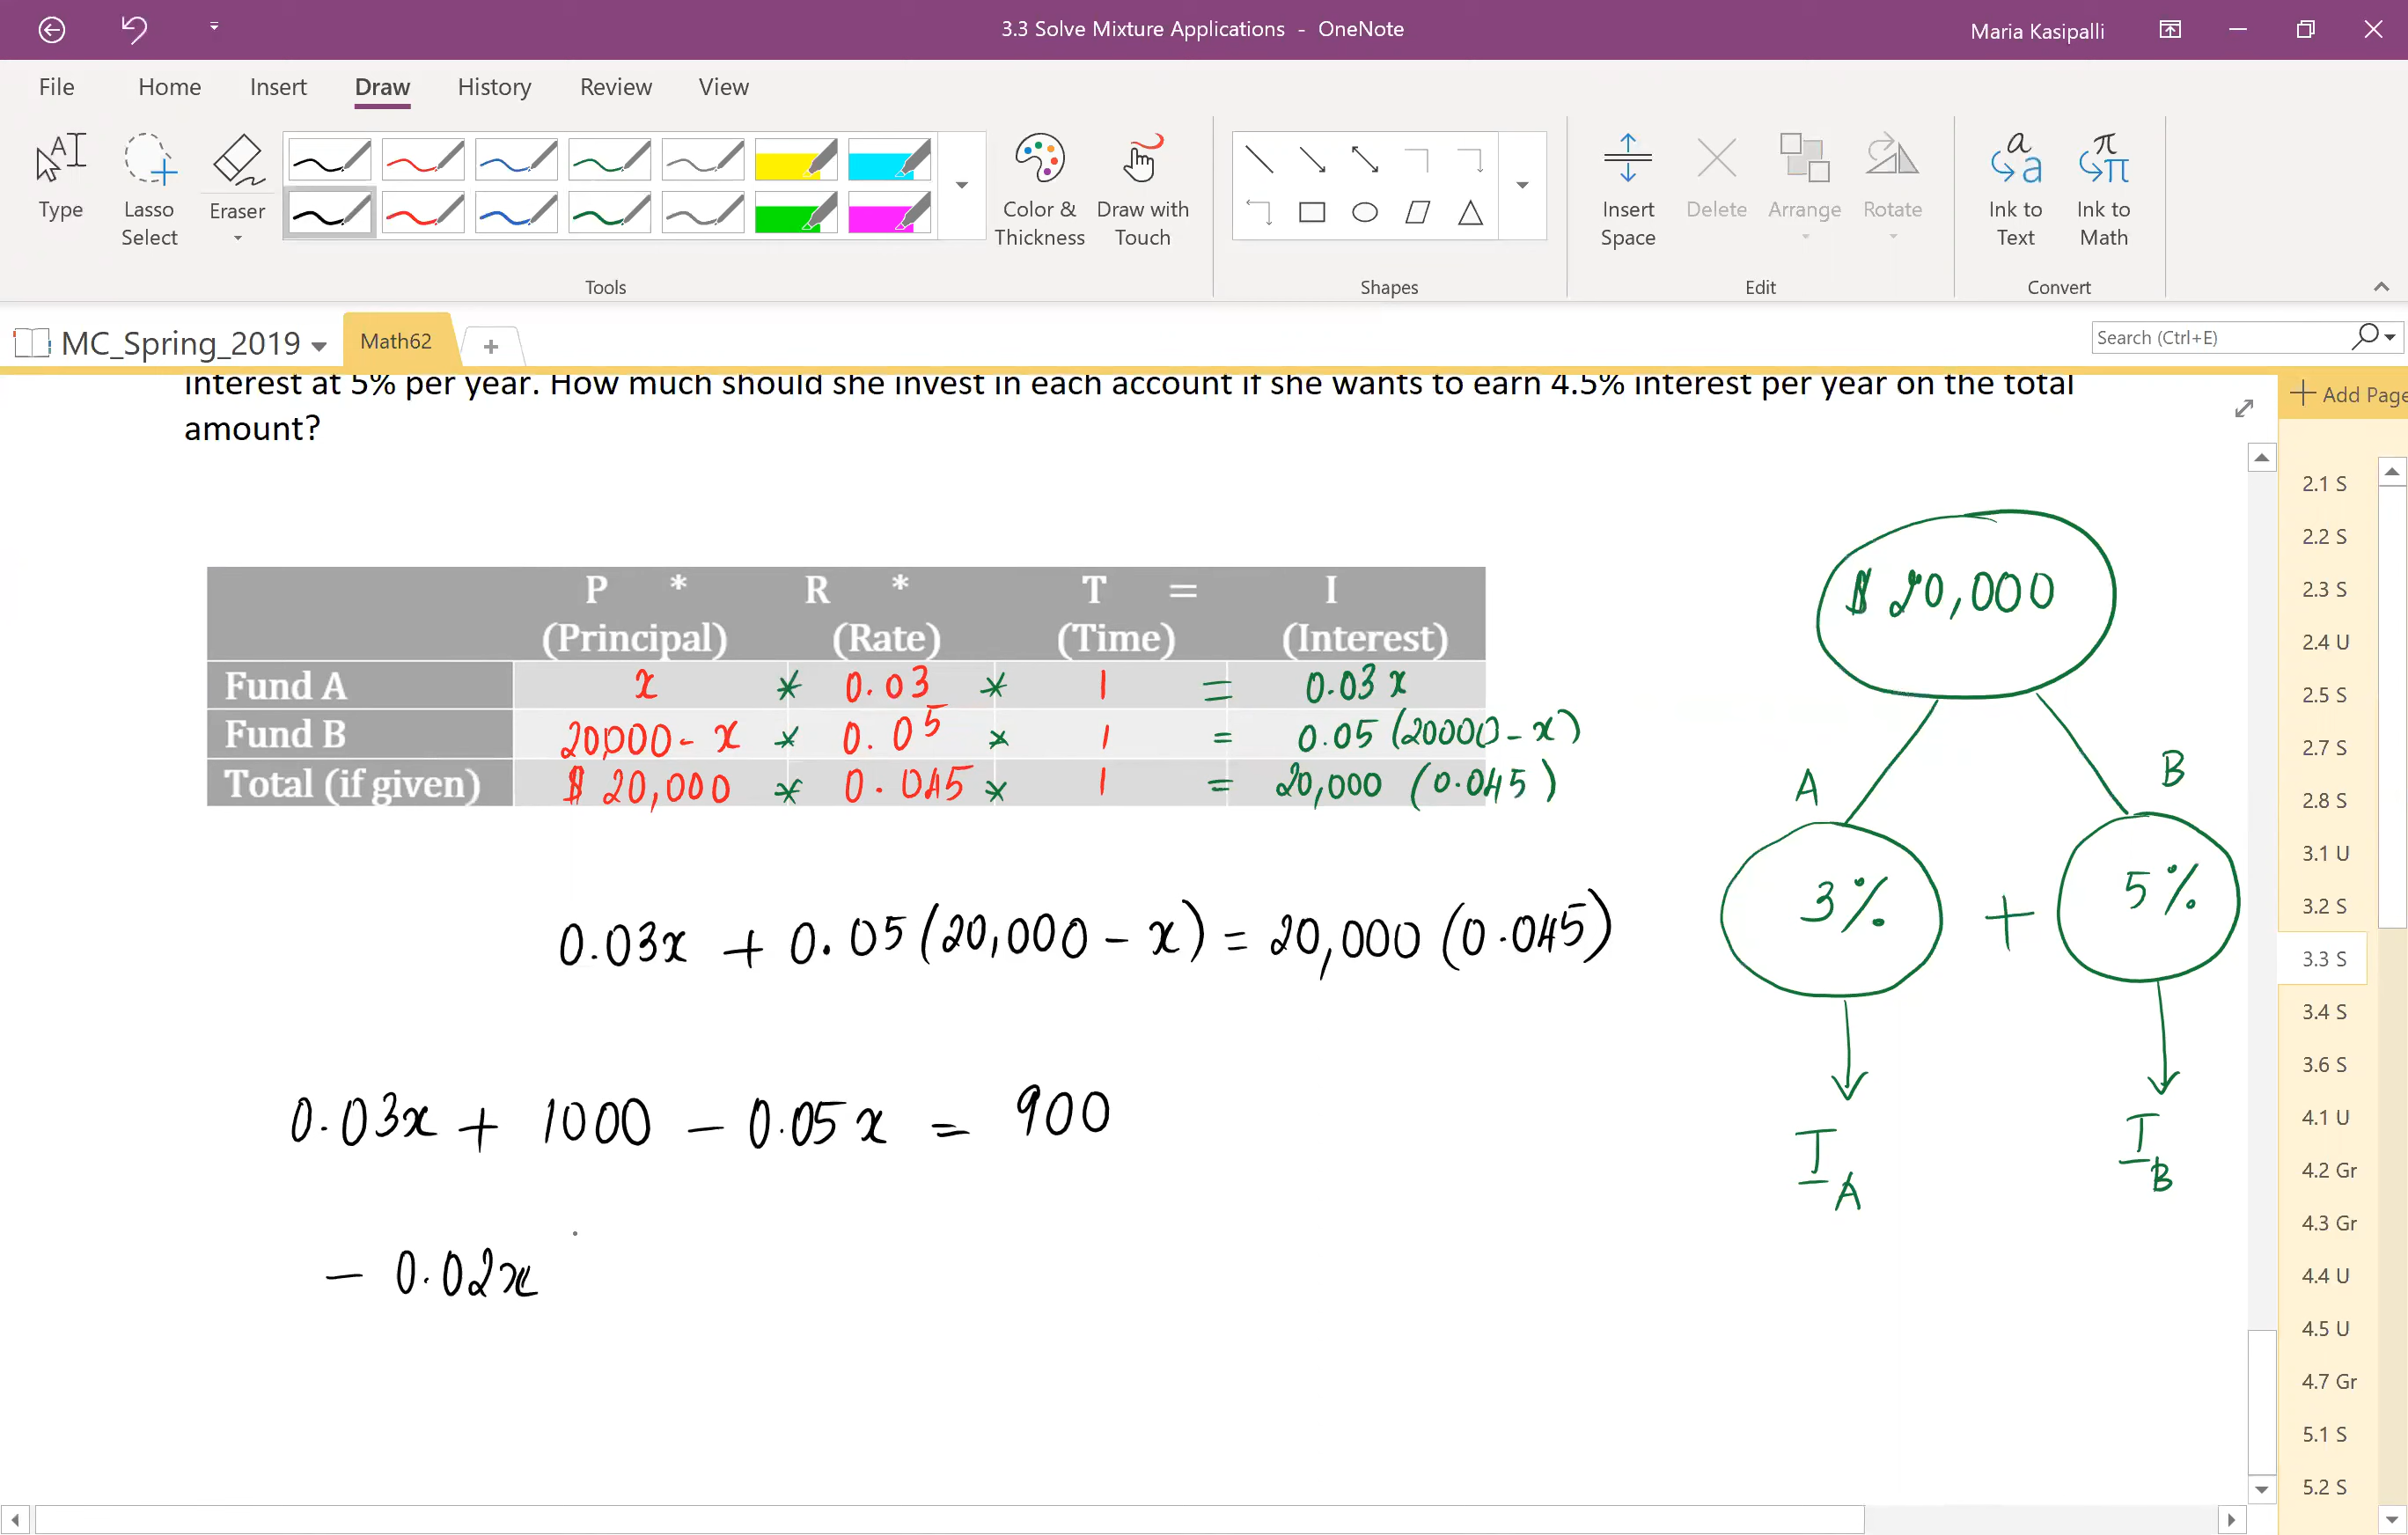 3.3 Solve Mixture Applications - OneNote
Maria Kasipalli
File Home Insert Draw History Review View
Type
Lasso Select
Eraser
Color & Thickness
Draw with Touch
Insert Space
Delete
Arrange
Rotate
Ink to Text
Ink to Math
Tools
Shapes
Edit
Convert
MC_Spring_2019 Math62
Search (Ctrl+E)
interest at 5% per year. How much should she invest in each account if she wants to earn 4.5% interest per year on the total
amount?
Add Page
P * R * T = I
(Principal) (Rate) (Time) (Interest)
Fund A x * 0.03 * 1 = 0.03x
Fund B 20,000 - x * 0.05 * 1 = 0.05 (20000 - x)
Total (if given) $ 20,000 * 0.045 * 1 = 20,000 (0.045)
0.03x + 0.05 (20,000 - x) = 20,000 (0.045)
0.03x + 1000 - 0.05x = 900
- 0.02x
$ 20,000
A B
3% + 5%
I_A I_B
2.1 S
2.2 S
2.3 S
2.4 U
2.5 S
2.7 S
2.8 S
3.1 U
3.2 S
3.3 S
3.4 S
3.6 S
4.1 U
4.2 Gr
4.3 Gr
4.4 U
4.5 U
4.7 Gr
5.1 S
5.2 S